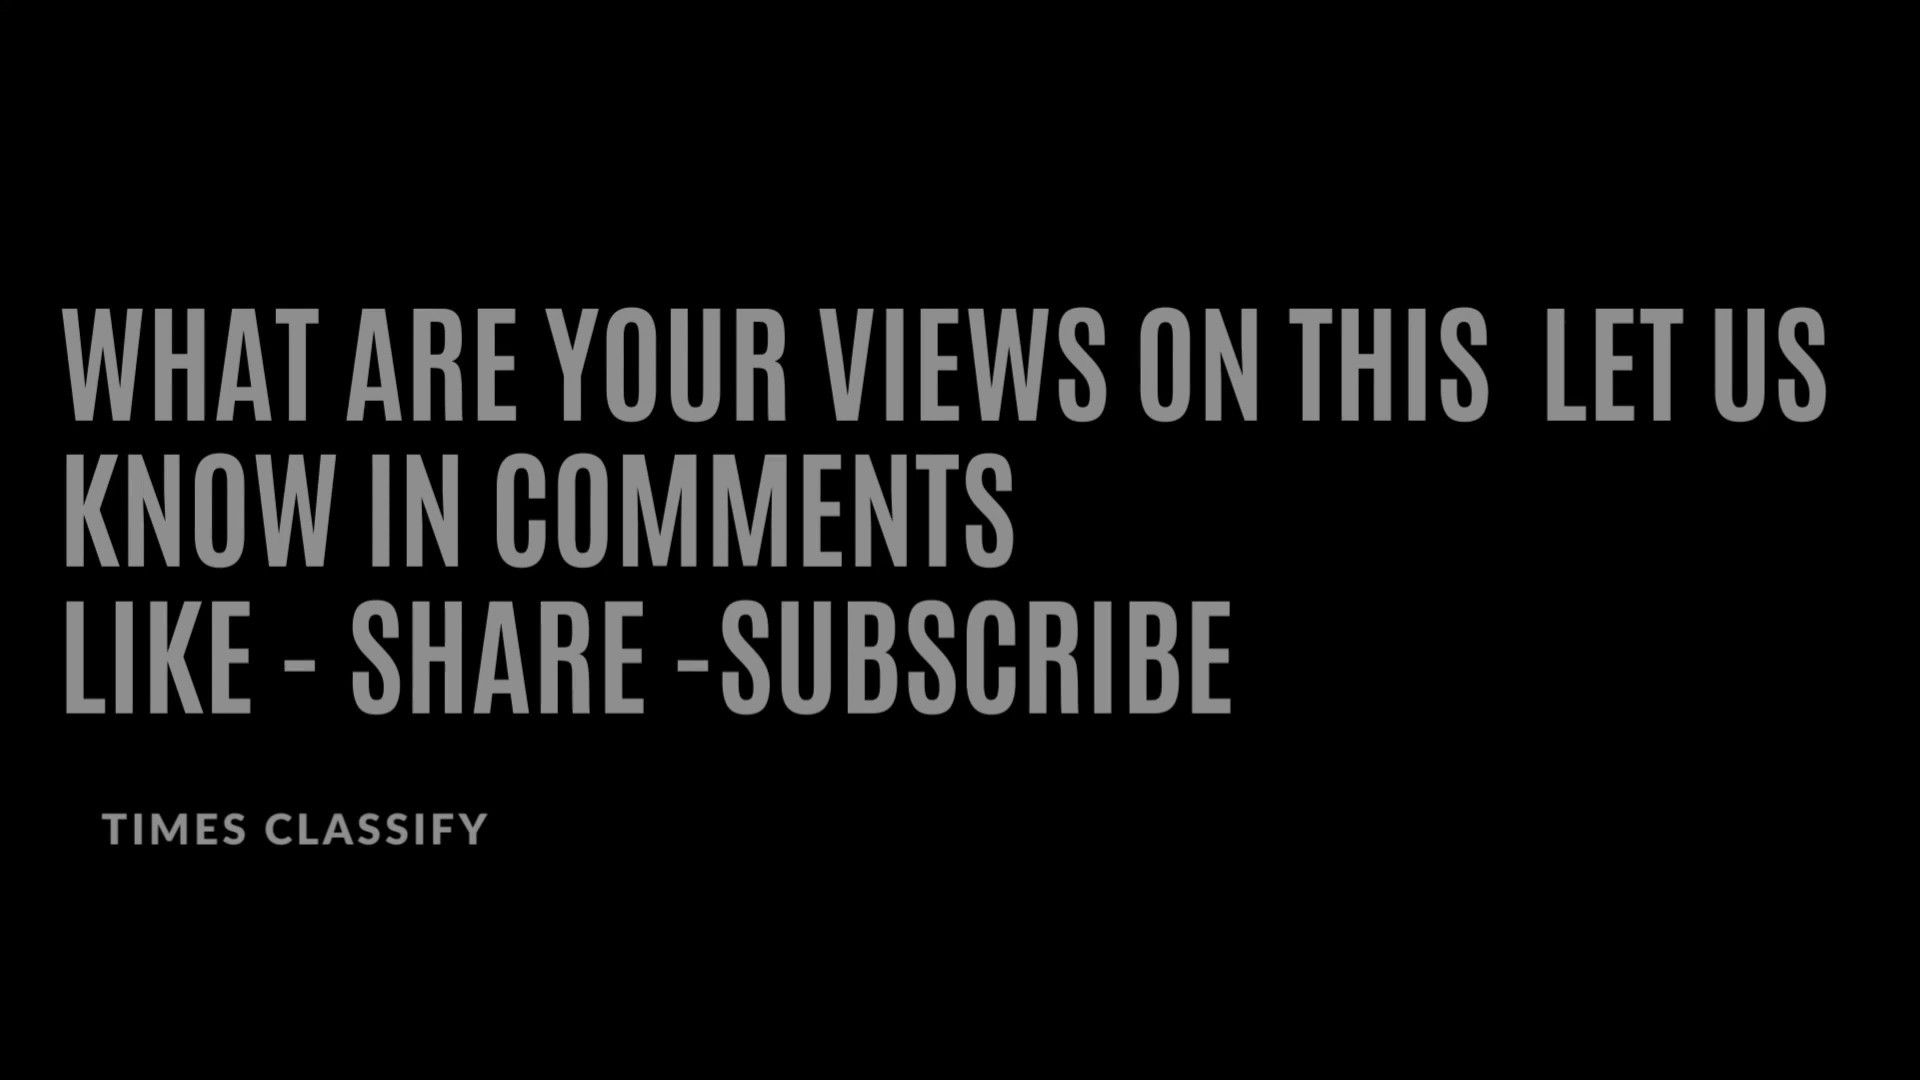 WHAT ARE YOUR VIEWS ON THIS  LET US
KNOW IN COMMENTS
LIKE - SHARE -SUBSCRIBE
TIMES CLASSIFY